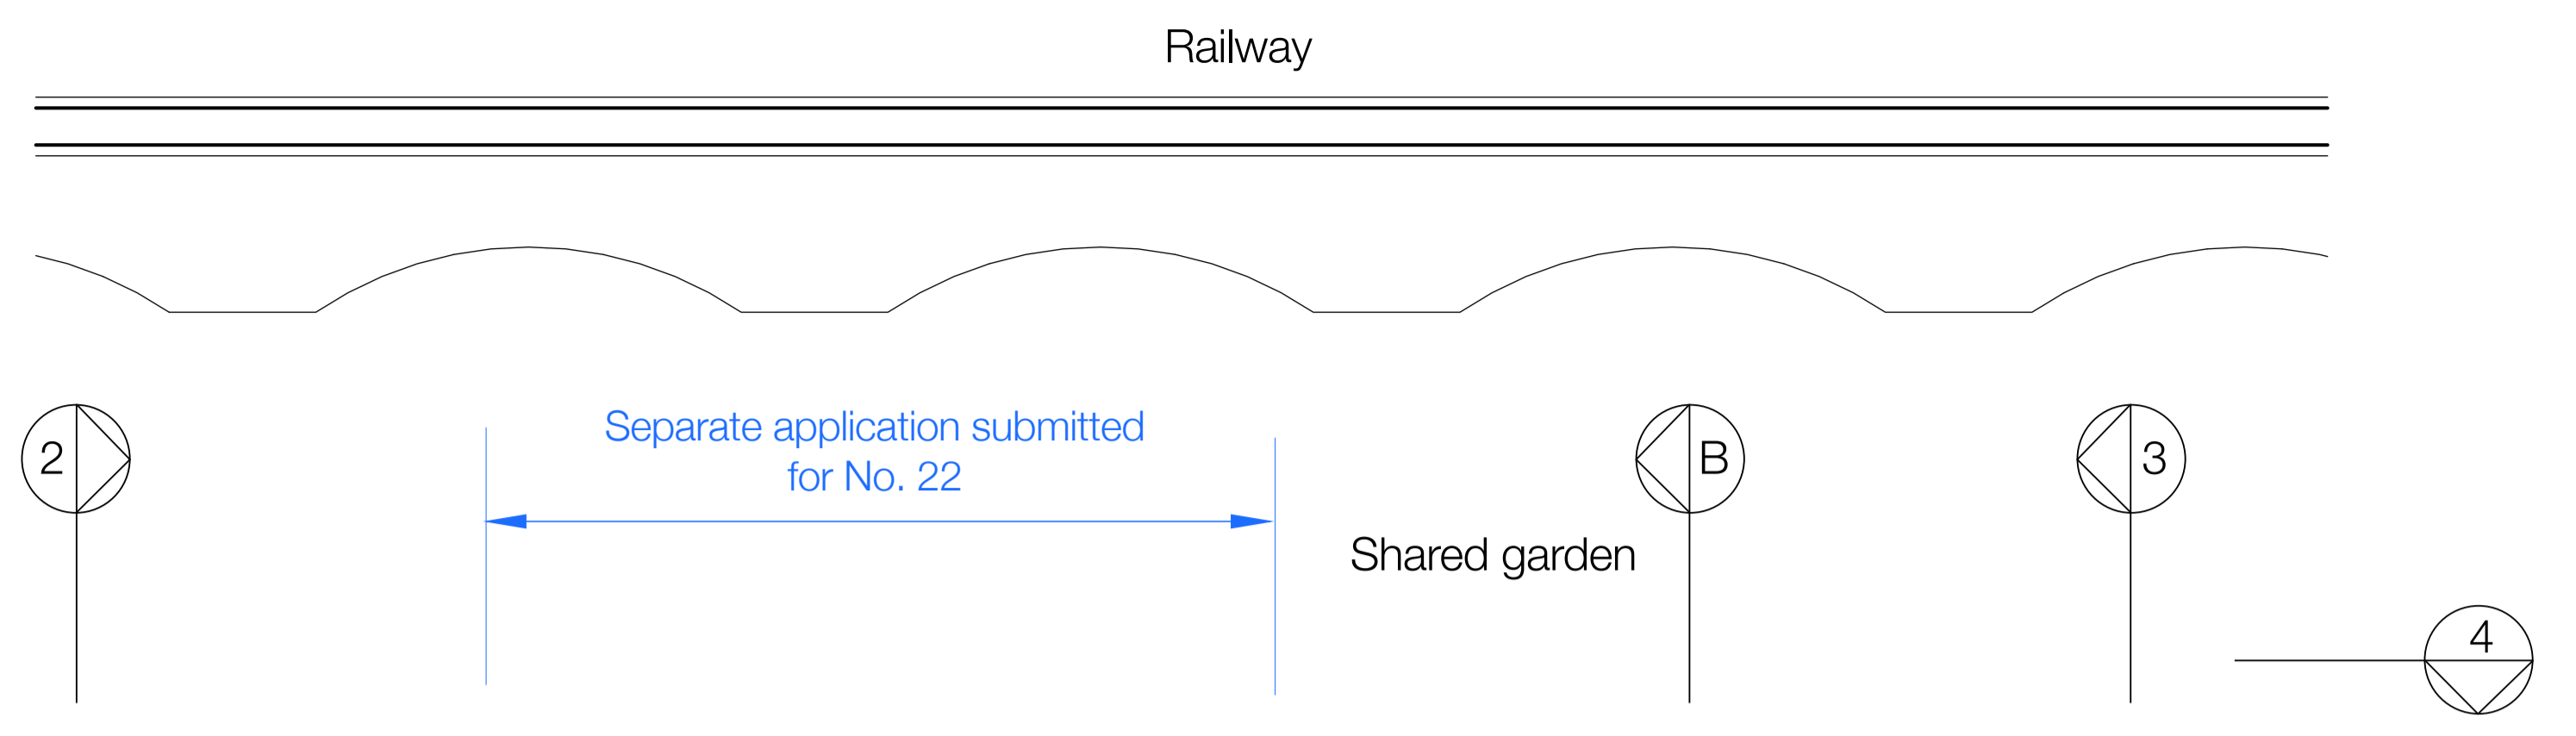 Railway
Separate application submitted
for No. 22
2
B
3
Shared garden
4